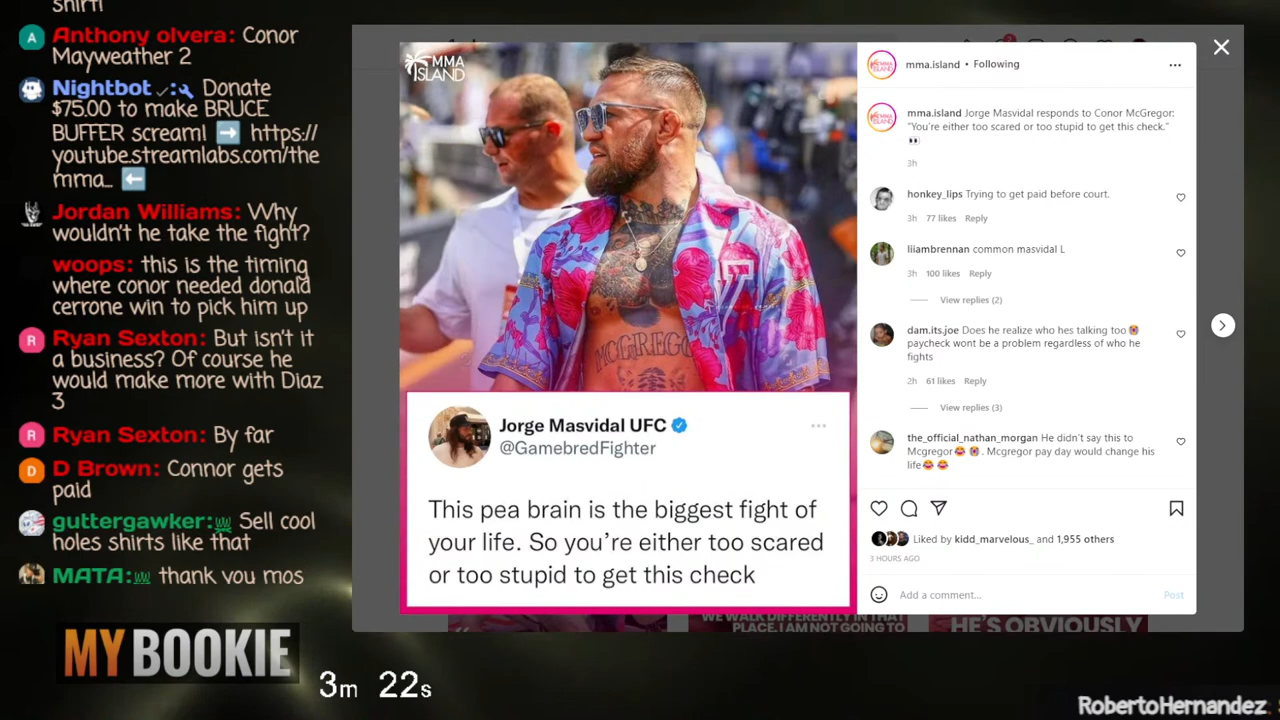 shirt!
Anthony olvera: Conor
Mayweather 2
Nightbot ✓:🔧 Donate
$75.00 to make BRUCE
BUFFER scream! ➡️ https://
youtube.streamlabs.com/the
mma... ⬅️
Jordan Williams: Why
wouldn't he take the fight?
woops: this is the timing
where conor needed donald
cerrone win to pick him up
Ryan Sexton: But isn't it
a business? Of course he
would make more with Diaz
3
Ryan Sexton: By far
D Brown: Connor gets
paid
guttergawker: Sell cool
holes shirts like that
MATA: thank you mos
MYBOOKIE
3m 22s
MMA
ISLAND
MCGREGO
Jorge Masvidal UFC
@GamebredFighter
This pea brain is the biggest fight of
your life. So you're either too scared
or too stupid to get this check
mma.island • Following
mma.island Jorge Masvidal responds to Conor McGregor:
"You're either too scared or too stupid to get this check."
👀
3h
honkey_lips Trying to get paid before court.
3h 77 likes Reply
liiambrennan common masvidal L
3h 100 likes Reply
View replies (2)
dam.its.joe Does he realize who hes talking too
paycheck wont be a problem regardless of who he
fights
2h 61 likes Reply
View replies (3)
the_official_nathan_morgan He didn't say this to
Mcgregor😂 . Mcgregor pay day would change his
life😂 😂
Liked by kidd_marvelous_ and 1,955 others
3 HOURS AGO
Add a comment...
Post
WE WALK DIFFERENTLY IN THAT
PLACE. I AM NOT GOING TO
HE'S OBVIOUSLY
RobertoHernandez